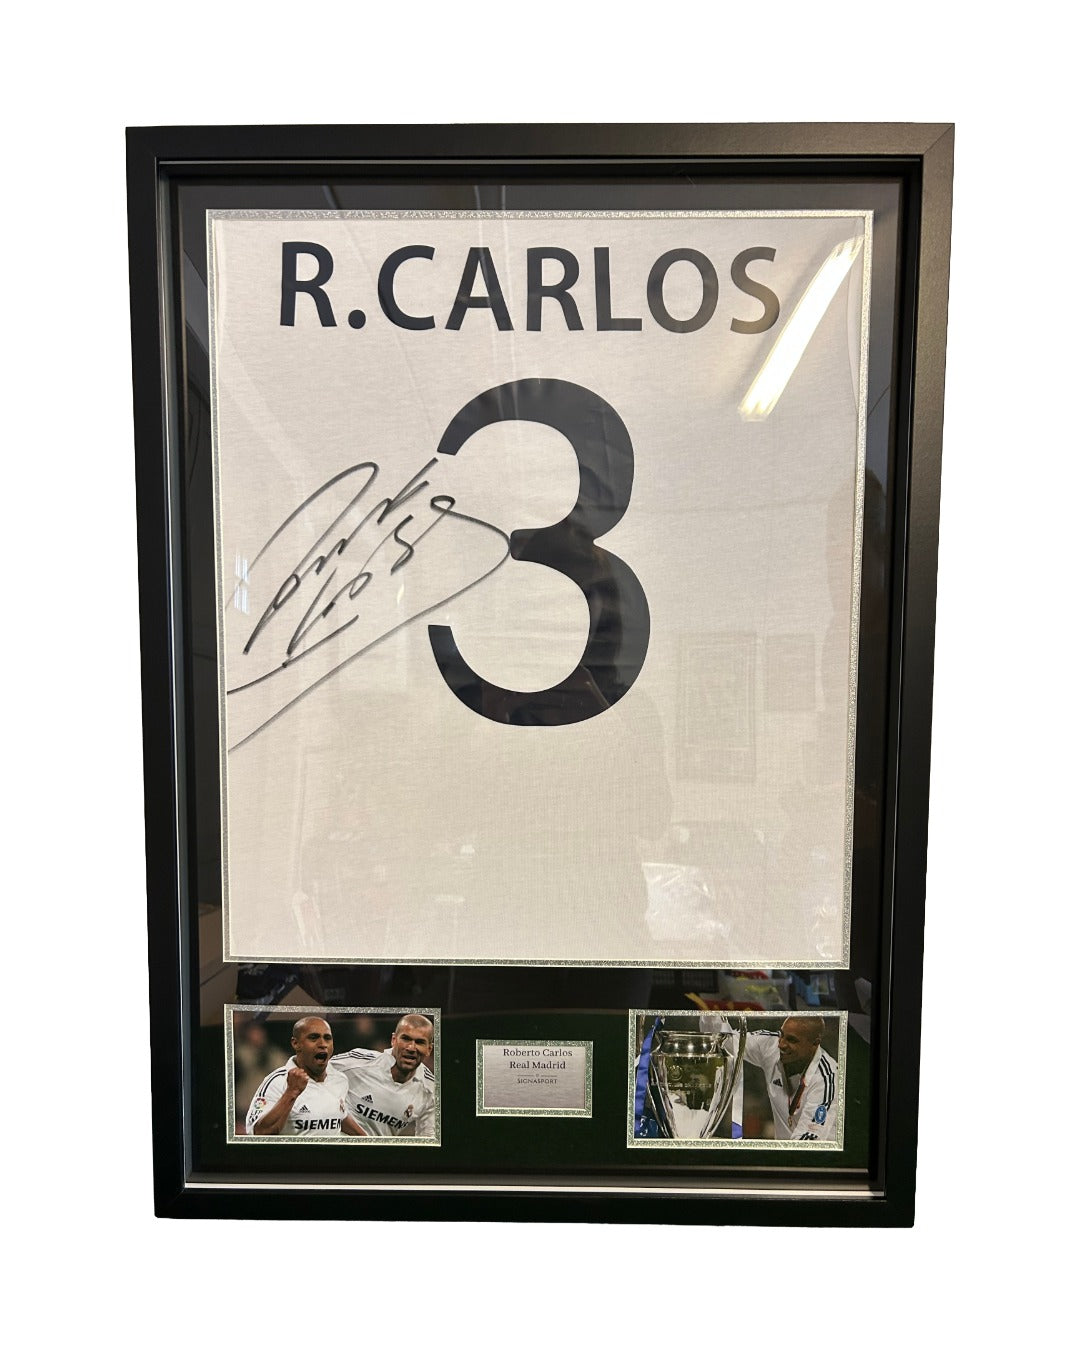 R.CARLOS
3
Roberto Carlos
Real Madrid
SIGNASPORT
SIEMEN
SIEMEN